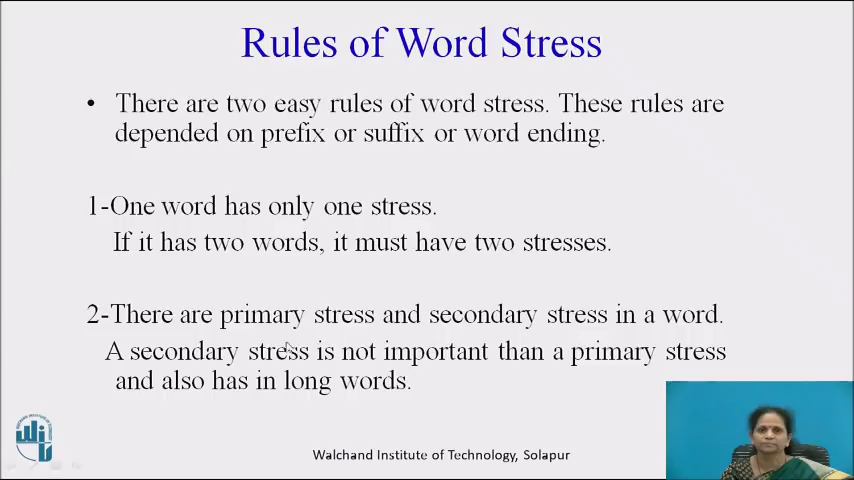 Rules of Word Stress
• There are two easy rules of word stress. These rules are
depended on prefix or suffix or word ending.
1-One word has only one stress.
If it has two words, it must have two stresses.
2-There are primary stress and secondary stress in a word.
A secondary stress is not important than a primary stress
and also has in long words.
Walchand Institute of Technology, Solapur